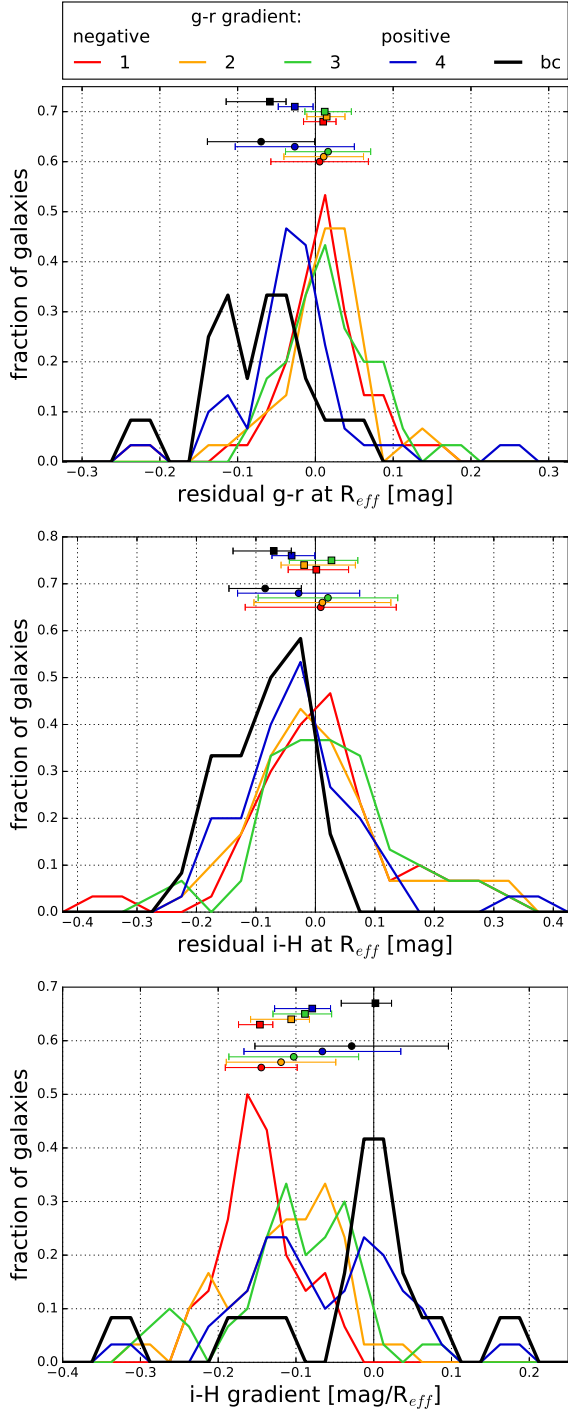 g-r gradient:
negative positive
1 2 3 4 bc
0.7
0.6
0.5
0.4
0.3
0.2
0.1
0.0
fraction of galaxies
−0.3 −0.2 −0.1 0.0 0.1 0.2 0.3
residual g-r at R_eff [mag]
0.8
0.7
0.6
0.5
0.4
0.3
0.2
0.1
0.0
fraction of galaxies
−0.4 −0.3 −0.2 −0.1 0.0 0.1 0.2 0.3 0.4
residual i-H at R_eff [mag]
0.7
0.6
0.5
0.4
0.3
0.2
0.1
0.0
fraction of galaxies
−0.4 −0.3 −0.2 −0.1 0.0 0.1 0.2
i-H gradient [mag/R_eff]